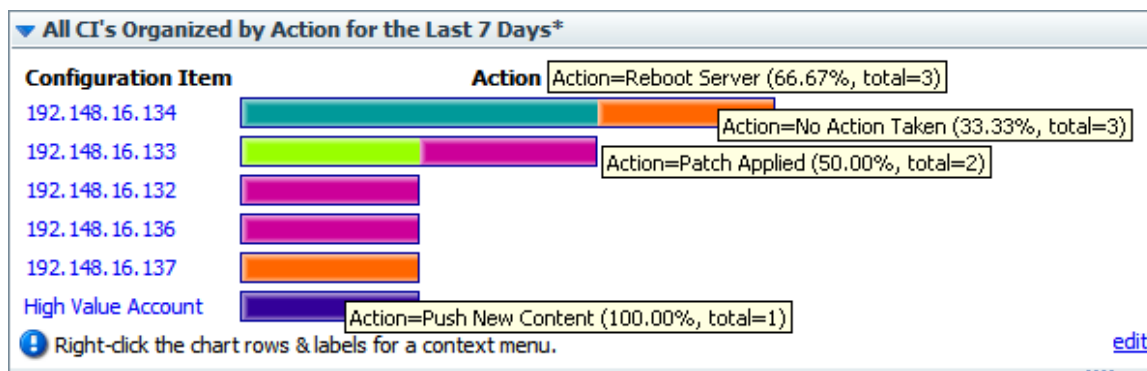 All CI's Organized by Action for the Last 7 Days*
Configuration Item Action Action=Reboot Server (66.67%, total=3)
192.148.16.134
Action=No Action Taken (33.33%, total=3)
192.148.16.133
Action=Patch Applied (50.00%, total=2)
192.148.16.132
192.148.16.136
192.148.16.137
High Value Account
Action=Push New Content (100.00%, total=1)
Right-click the chart rows & labels for a context menu. edit